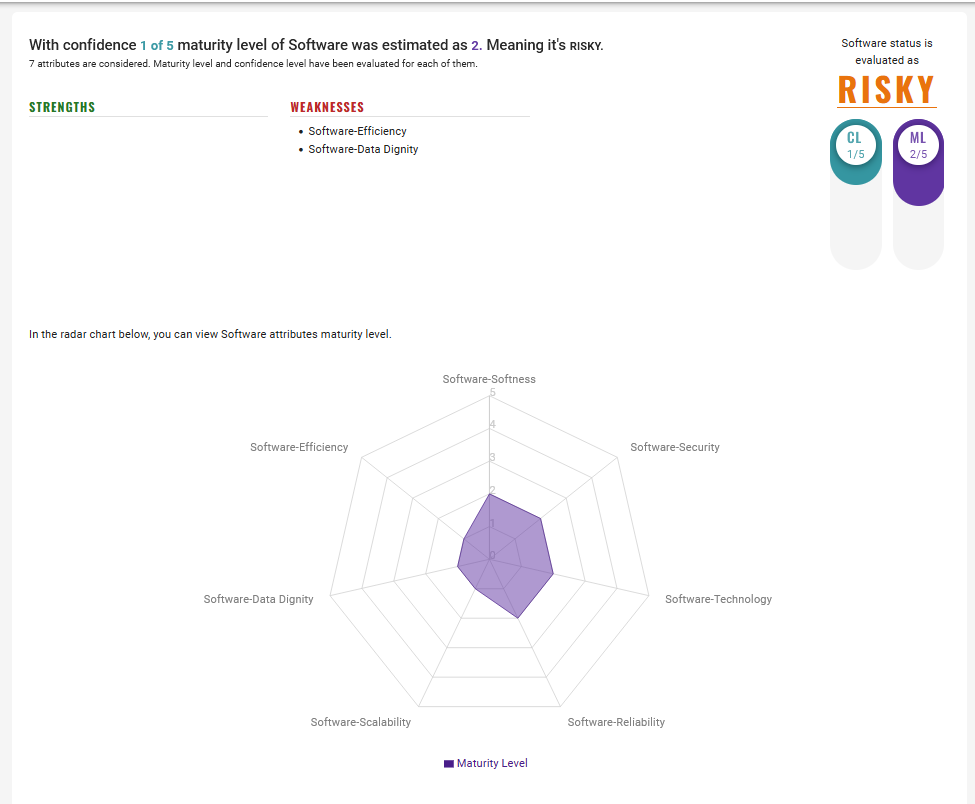 With confidence 1 of 5 maturity level of Software was estimated as 2. Meaning it's RISKY.
7 attributes are considered. Maturity level and confidence level have been evaluated for each of them.
Software status is
evaluated as
RISKY
STRENGTHS
WEAKNESSES
• Software-Efficiency
• Software-Data Dignity
CL
1/5
ML
2/5
In the radar chart below, you can view Software attributes maturity level.
Software-Softness
5
4
3
2
1
0
Software-Efficiency
Software-Security
Software-Data Dignity
Software-Technology
Software-Scalability
Software-Reliability
Maturity Level